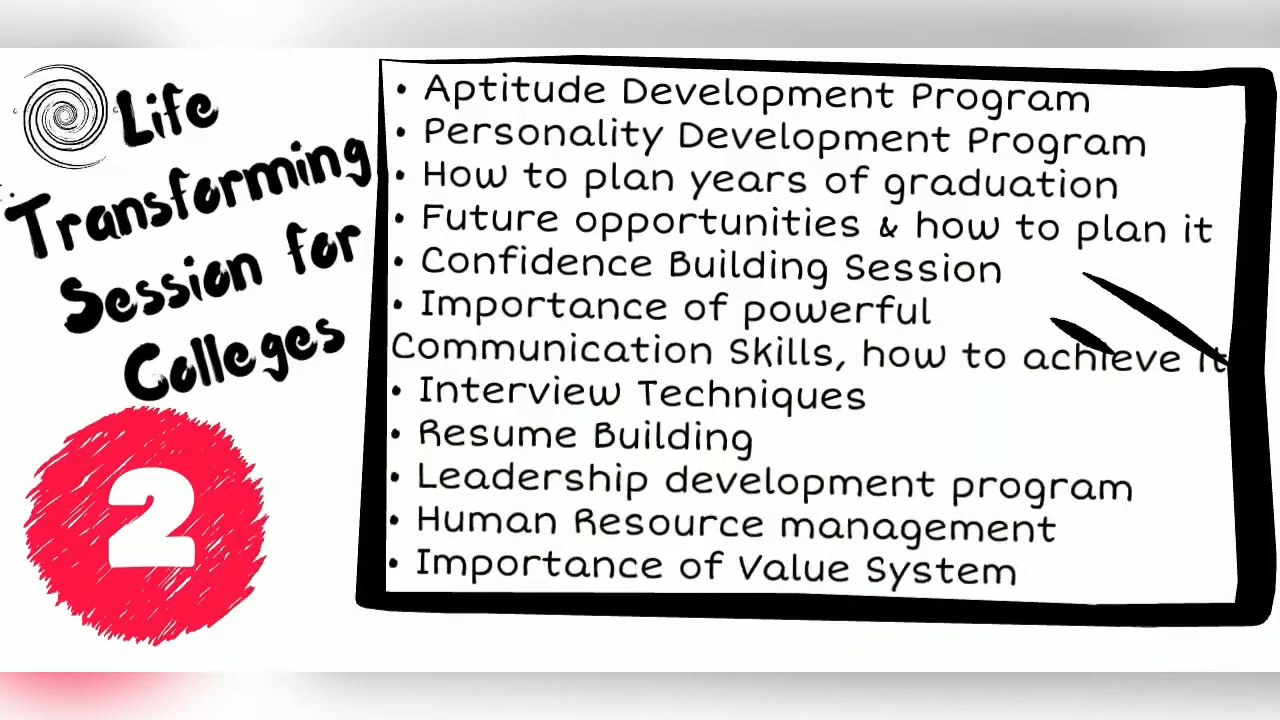 Life
Transforming
Session for
Colleges
2
• Aptitude Development Program
• Personality Development Program
• How to plan years of graduation
• Future opportunities & how to plan it
• Confidence Building Session
• Importance of powerful
Communication Skills, how to achieve it
• Interview Techniques
• Resume Building
• Leadership development program
• Human Resource management
• Importance of Value System